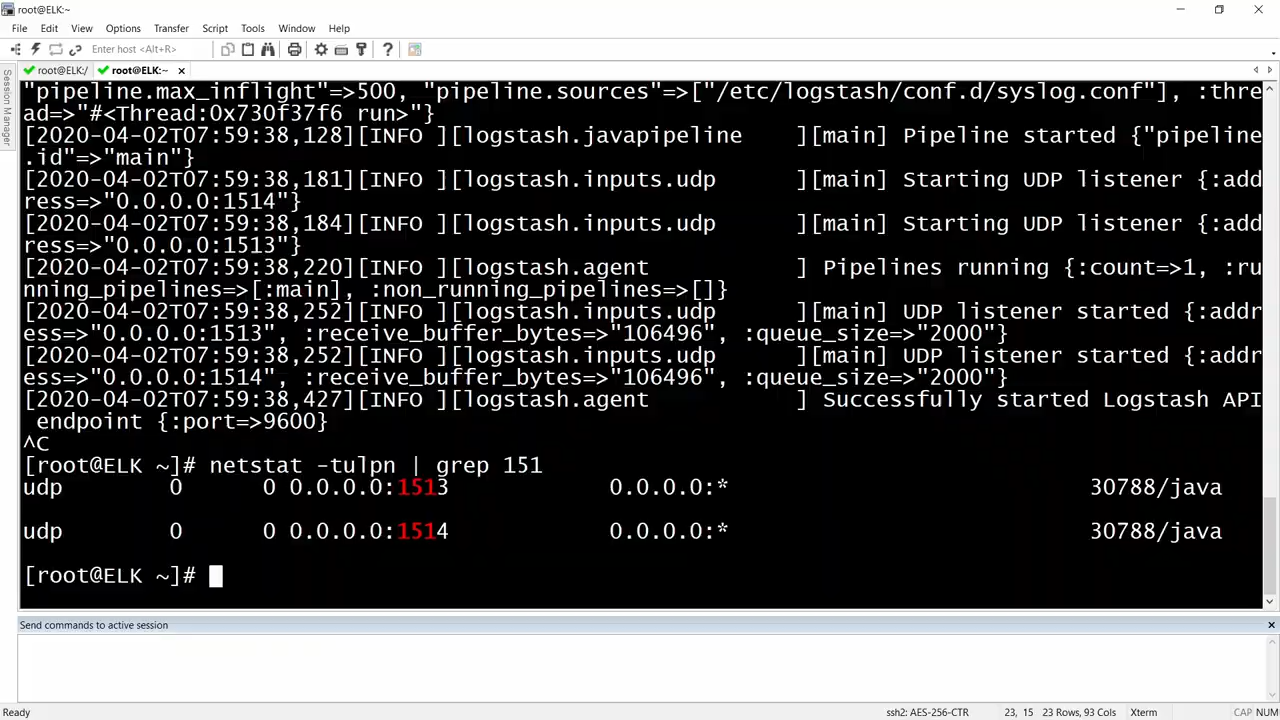 root@ELK:~
File Edit View Options Transfer Script Tools Window Help
Enter host <Alt+R>
root@ELK:/ root@ELK:~
Session Manager
"pipeline.max_inflight"=>500, "pipeline.sources"=>["/etc/logstash/conf.d/syslog.conf"], :thre
ad=>"#<Thread:0x730f37f6 run>"}
[2020-04-02T07:59:38,128][INFO ][logstash.javapipeline    ][main] Pipeline started {"pipeline
.id"=>"main"}
[2020-04-02T07:59:38,181][INFO ][logstash.inputs.udp      ][main] Starting UDP listener {:add
ress=>"0.0.0.0:1514"}
[2020-04-02T07:59:38,184][INFO ][logstash.inputs.udp      ][main] Starting UDP listener {:add
ress=>"0.0.0.0:1513"}
[2020-04-02T07:59:38,220][INFO ][logstash.agent           ] Pipelines running {:count=>1, :ru
nning_pipelines=>[:main], :non_running_pipelines=>[]}
[2020-04-02T07:59:38,252][INFO ][logstash.inputs.udp      ][main] UDP listener started {:addr
ess=>"0.0.0.0:1513", :receive_buffer_bytes=>"106496", :queue_size=>"2000"}
[2020-04-02T07:59:38,252][INFO ][logstash.inputs.udp      ][main] UDP listener started {:addr
ess=>"0.0.0.0:1514", :receive_buffer_bytes=>"106496", :queue_size=>"2000"}
[2020-04-02T07:59:38,427][INFO ][logstash.agent           ] Successfully started Logstash API
 endpoint {:port=>9600}
^C
[root@ELK ~]# netstat -tulpn | grep 151
udp        0      0 0.0.0.0:1513            0.0.0.0:*                           30788/java
udp        0      0 0.0.0.0:1514            0.0.0.0:*                           30788/java
[root@ELK ~]#
Send commands to active session
Ready ssh2: AES-256-CTR 23, 15 23 Rows, 93 Cols Xterm CAP NUM